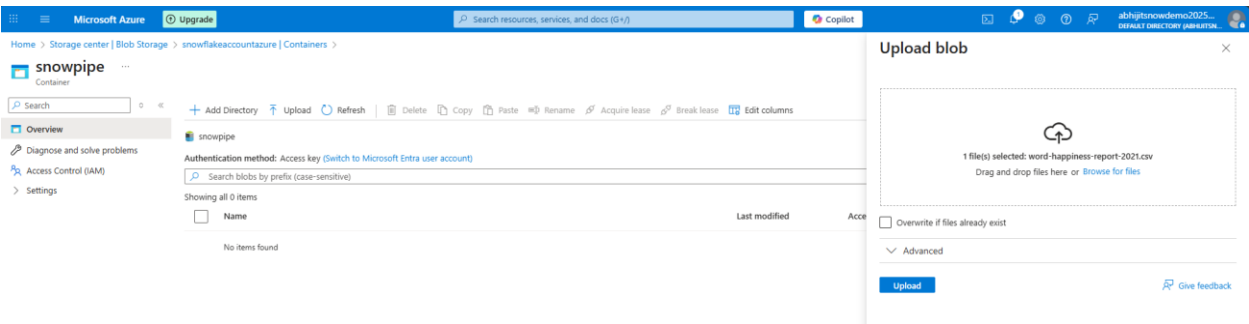 Microsoft Azure
Upgrade
Search resources, services, and docs (G+/)
Copilot
1
abhijitsnowdemo2025...
DEFAULT DIRECTORY (ABHIJITSN...
Home > Storage center | Blob Storage > snowflakeaccountazure | Containers >
snowpipe ...
Container
Search
Overview
Diagnose and solve problems
Access Control (IAM)
Settings
Add Directory Upload Refresh Delete Copy Paste Rename Acquire lease Break lease Edit columns
snowpipe
Authentication method: Access key (Switch to Microsoft Entra user account)
Search blobs by prefix (case-sensitive)
Showing all 0 items
Name Last modified Acce
No items found
Upload blob
1 file(s) selected: word-happiness-report-2021.csv
Drag and drop files here or Browse for files
Overwrite if files already exist
Advanced
Upload
Give feedback